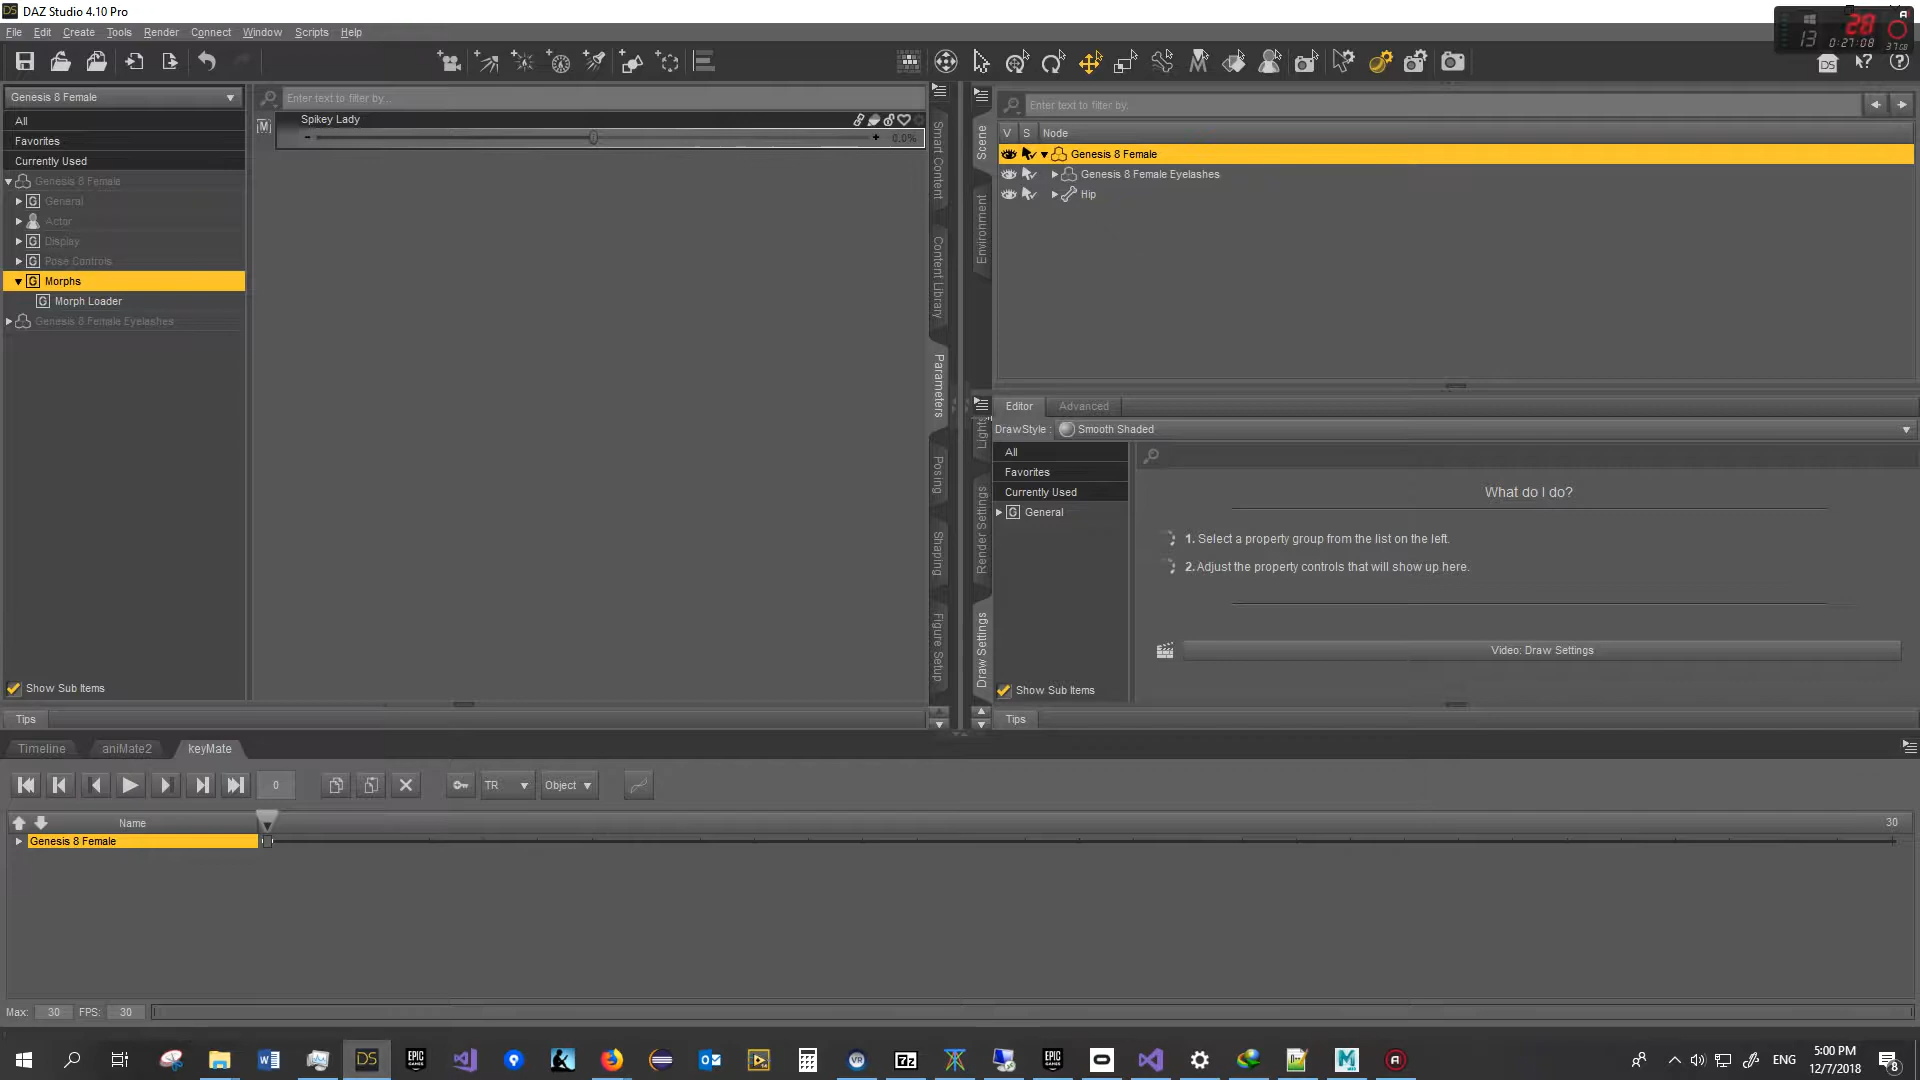 DAZ Studio 4.10 Pro
File Edit Create Tools Render Connect Window Scripts Help
28
13 0:27:08 37GB
Genesis 8 Female
All
Favorites
Currently Used
Genesis 8 Female
General
Actor
Display
Pose Controls
Morphs
Morph Loader
Genesis 8 Female Eyelashes
Show Sub Items
Tips
Enter text to filter by...
Spikey Lady
0.0%
Smart Content
Content Library
Parameters
Posing
Shaping
Figure Setup
Scene
Environment
Enter text to filter by.
V S Node
Genesis 8 Female
Genesis 8 Female Eyelashes
Hip
Lights
Render Settings
Draw Settings
Editor Advanced
DrawStyle : Smooth Shaded
All
Favorites
Currently Used
General
Show Sub Items
What do I do?
1. Select a property group from the list on the left.
2. Adjust the property controls that will show up here.
Video: Draw Settings
Tips
Timeline aniMate2 keyMate
0 TR Object
Name 30
Genesis 8 Female
Max: 30 FPS: 30
ENG 5:00 PM
12/7/2018 8